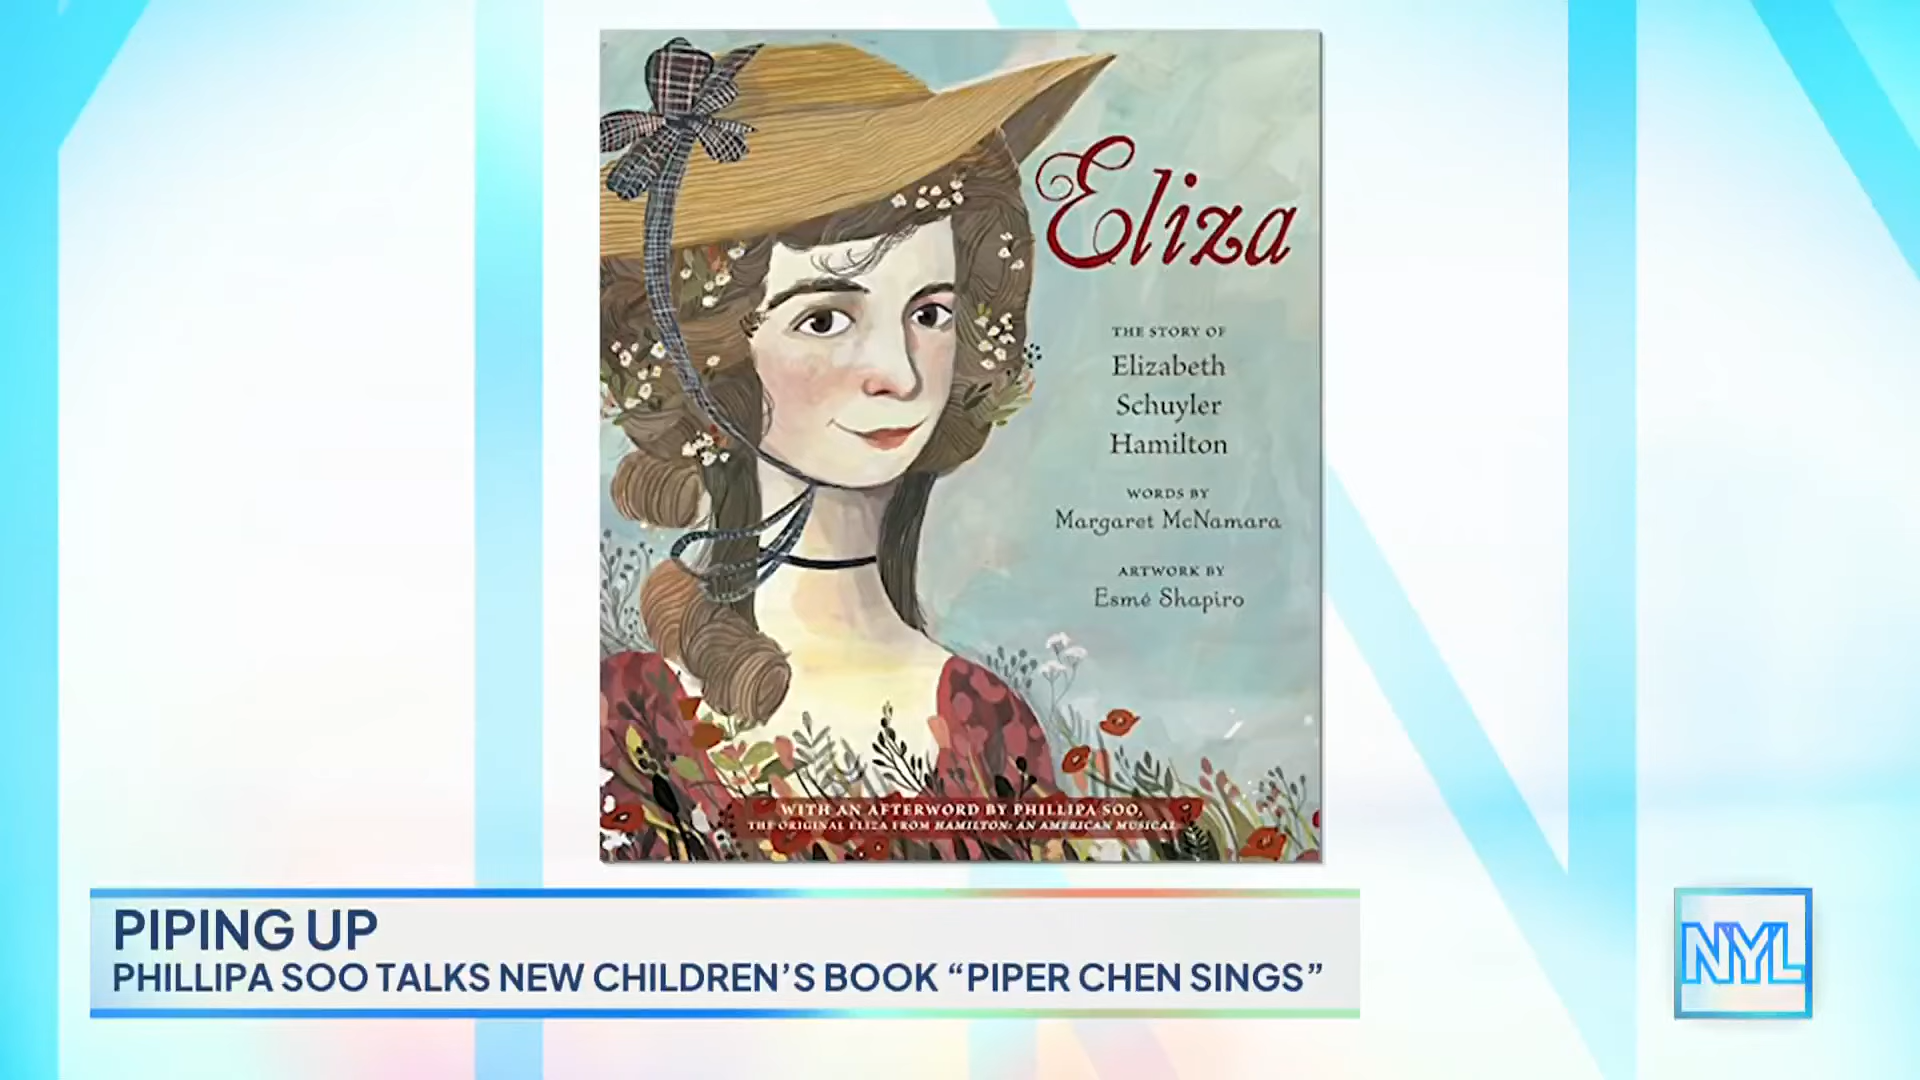 Eliza
THE STORY OF
Elizabeth
Schuyler
Hamilton
WORDS BY
Margaret McNamara
ARTWORK BY
Esmé Shapiro
WITH AN AFTERWORD BY PHILLIPA SOO,
THE ORIGINAL ELIZA FROM HAMILTON: AN AMERICAN MUSICAL
PIPING UP
PHILLIPA SOO TALKS NEW CHILDREN’S BOOK “PIPER CHEN SINGS”
NYL